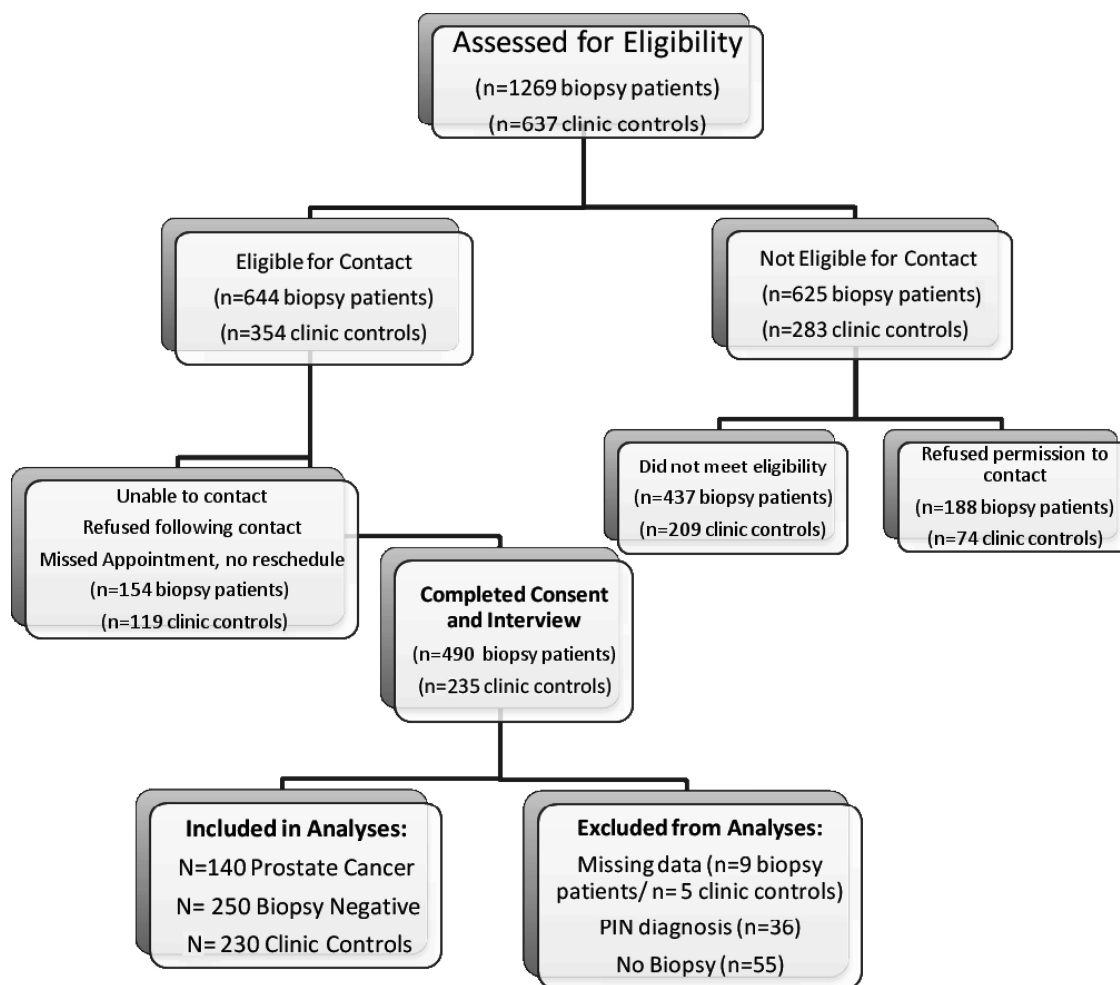 Assessed for Eligibility
(n=1269 biopsy patients)
(n=637 clinic controls)
Eligible for Contact
(n=644 biopsy patients)
(n=354 clinic controls)
Not Eligible for Contact
(n=625 biopsy patients)
(n=283 clinic controls)
Did not meet eligibility
(n=437 biopsy patients)
(n=209 clinic controls)
Refused permission to
contact
(n=188 biopsy patients)
(n=74 clinic controls)
Unable to contact
Refused following contact
Missed Appointment, no reschedule
(n=154 biopsy patients)
(n=119 clinic controls)
Completed Consent
and Interview
(n=490 biopsy patients)
(n=235 clinic controls)
Included in Analyses:
N=140 Prostate Cancer
N= 250 Biopsy Negative
N= 230 Clinic Controls
Excluded from Analyses:
Missing data (n=9 biopsy
patients/ n= 5 clinic controls)
PIN diagnosis (n=36)
No Biopsy (n=55)